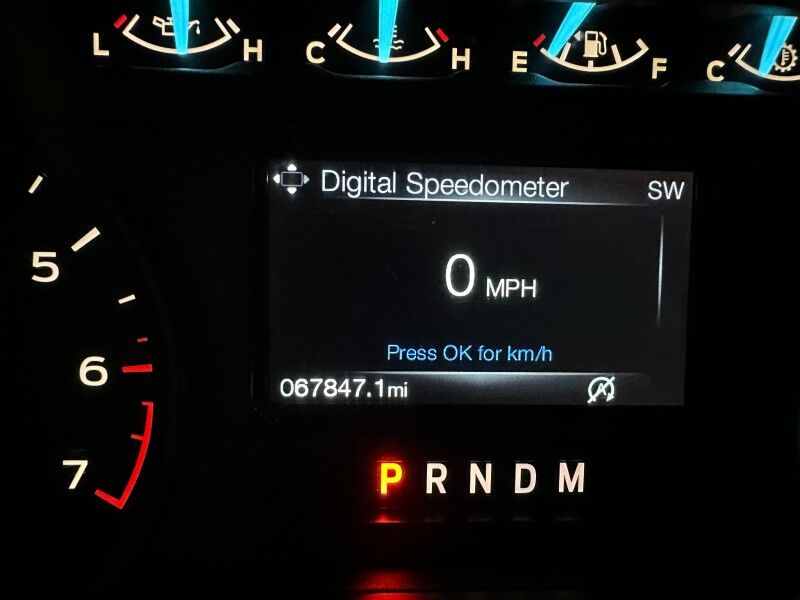 L H C H E F C
Digital Speedometer SW
5
0 MPH
Press OK for km/h
6
067847.1mi
7
P R N D M